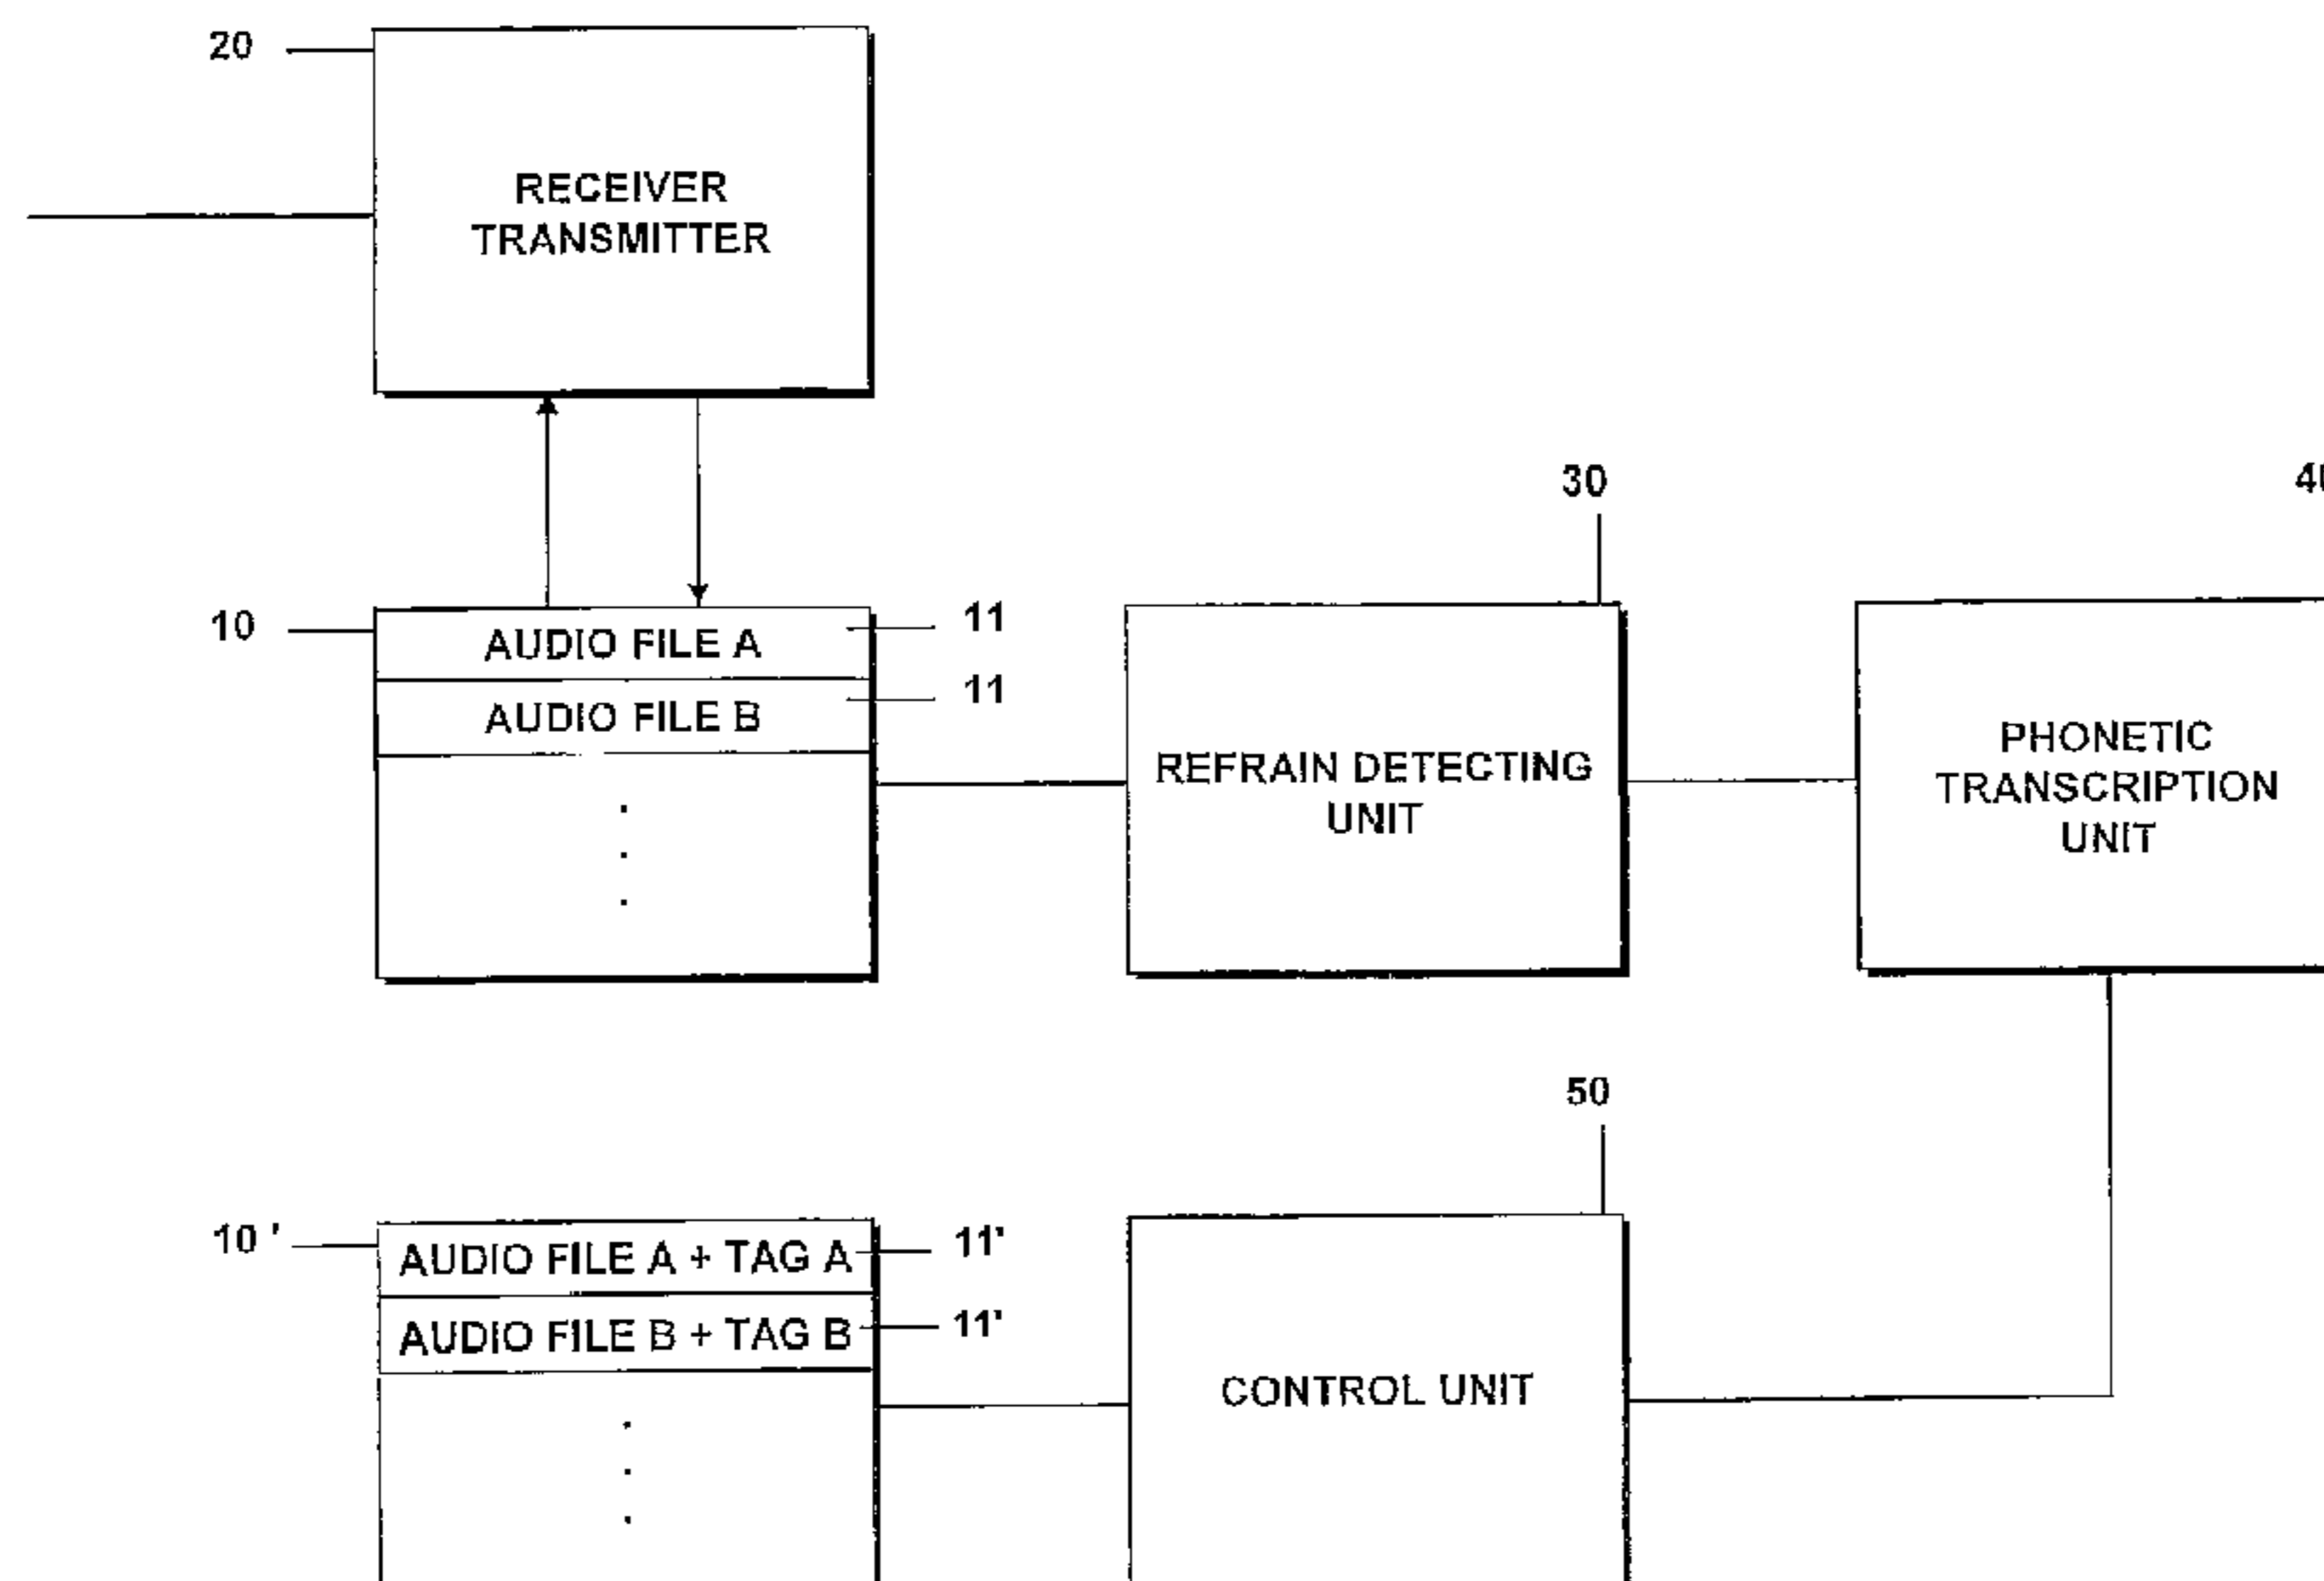 20
RECEIVER
TRANSMITTER
30
10
AUDIO FILE A
11
AUDIO FILE B
11
REFRAIN DETECTING
UNIT
PHONETIC
TRANSCRIPTION
UNIT
50
10 '
AUDIO FILE A + TAG A
11'
AUDIO FILE B + TAG B
11'
CONTROL UNIT